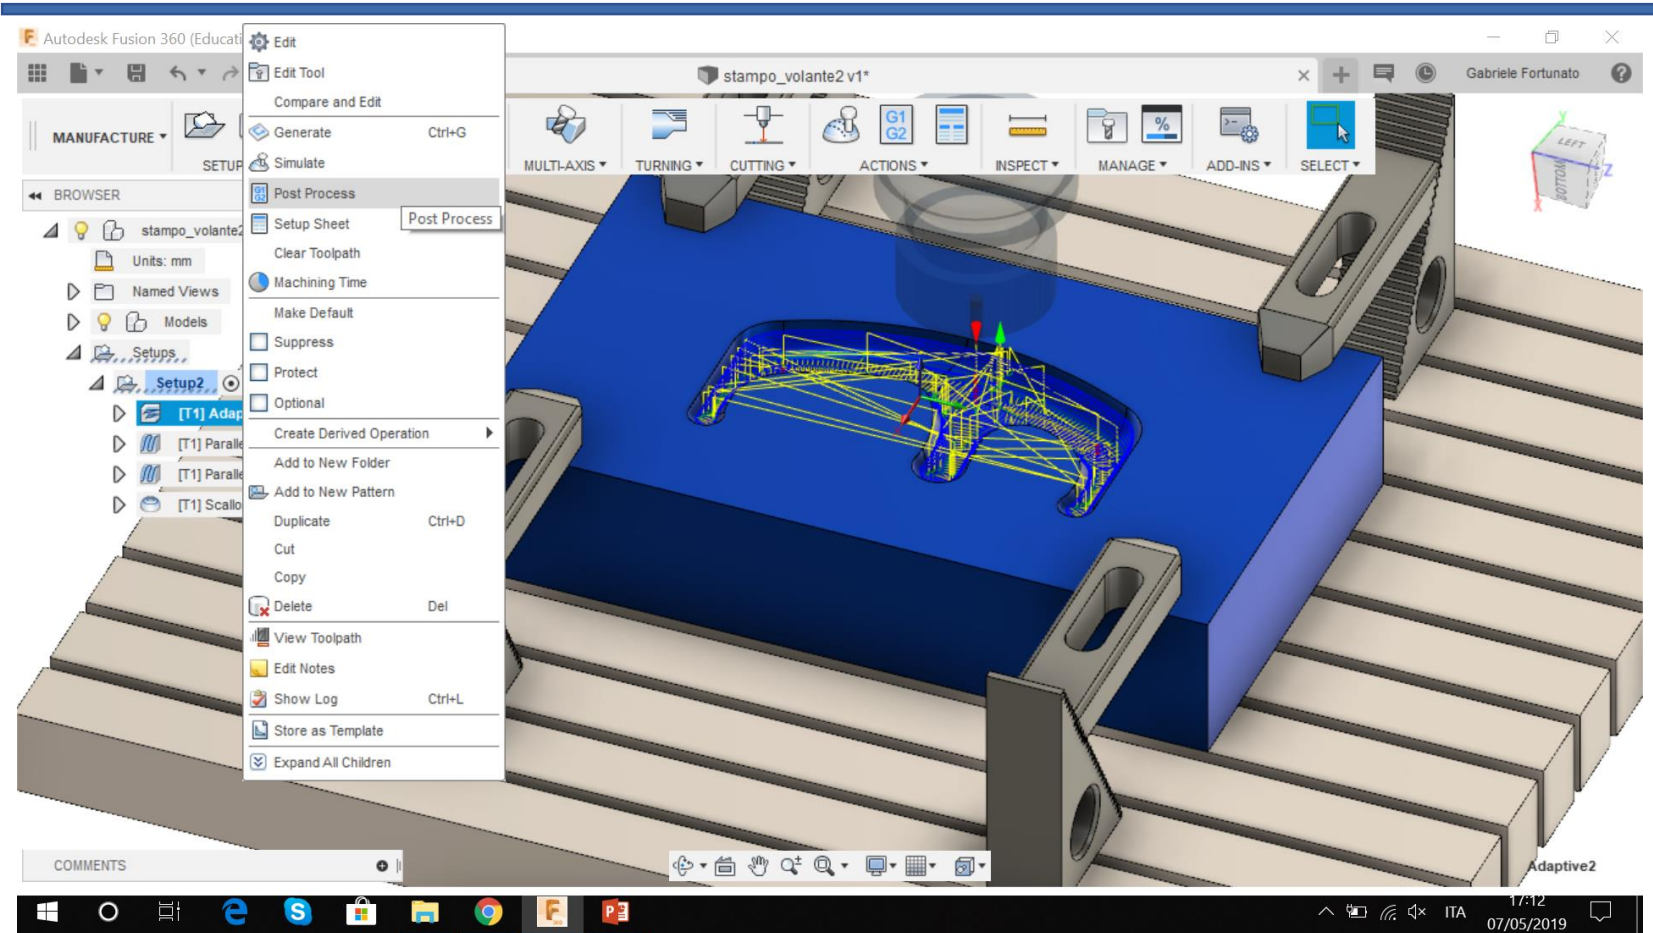 Autodesk Fusion 360 (Educati
stampo_volante2 v1*
Gabriele Fortunato
MANUFACTURE
SETUP
MULTI-AXIS
TURNING
CUTTING
G1
G2
ACTIONS
INSPECT
%
MANAGE
ADD-INS
SELECT
BROWSER
stampo_volante2
Units: mm
Named Views
Models
Setups
Setup2
[T1] Adap
[T1] Paralle
[T1] Paralle
[T1] Scallo
Edit
Edit Tool
Compare and Edit
Generate Ctrl+G
Simulate
Post Process
Post Process
Setup Sheet
Clear Toolpath
Machining Time
Make Default
Suppress
Protect
Optional
Create Derived Operation
Add to New Folder
Add to New Pattern
Duplicate Ctrl+D
Cut
Copy
Delete Del
View Toolpath
Edit Notes
Show Log Ctrl+L
Store as Template
Expand All Children
Y
LEFT
BOTTOM
Z
X
COMMENTS
Adaptive2
ITA
17:12
07/05/2019